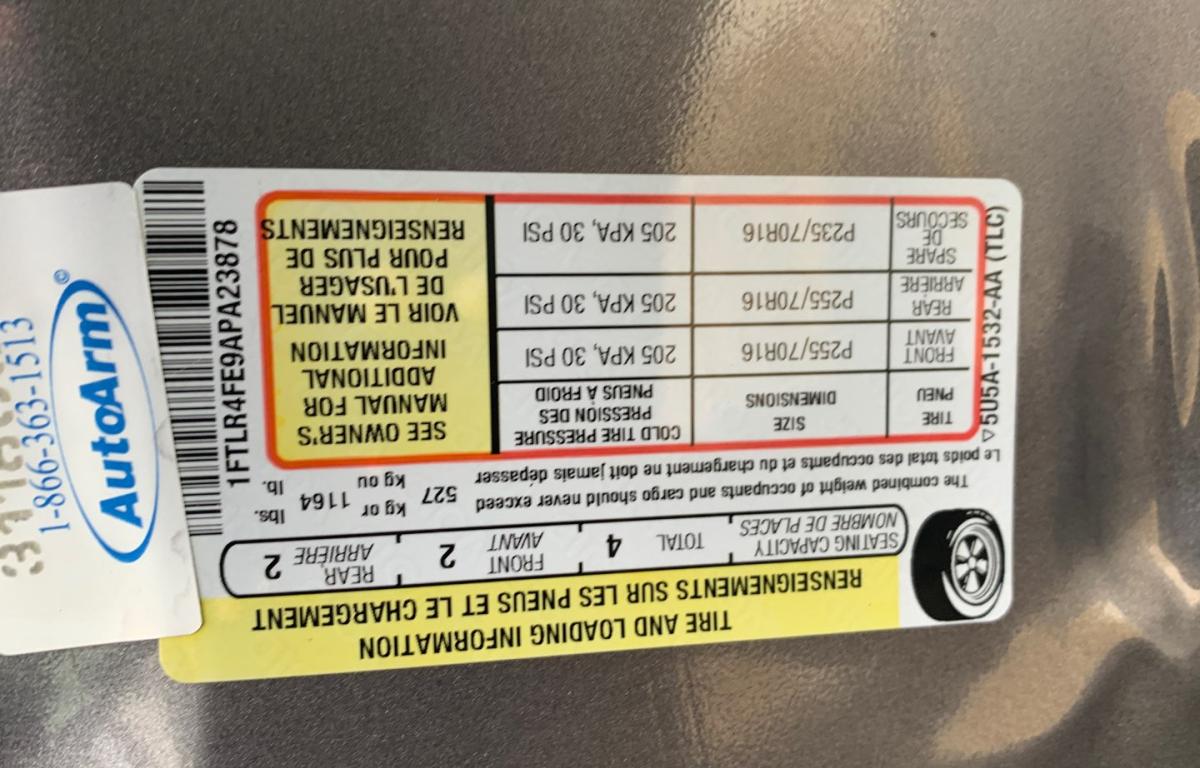 TIRE AND LOADING INFORMATION
RENSEIGNEMENTS SUR LES PNEUS ET LE CHARGEMENT
SEATING CAPACITY TOTAL 4 FRONT 2 REAR 2
NOMBRE DE PLACES AVANT ARRIÈRE
The combined weight of occupants and cargo should never exceed 527 kg or 1164 lbs.
Le poids total des occupants et du chargement ne doit jamais dépasser kg ou lb.
TIRE SIZE COLD TIRE PRESSURE
PNEU DIMENSIONS PRESSION DES
PNEUS À FROID
FRONT P255/70R16 205 KPA, 30 PSI
AVANT
REAR P255/70R16 205 KPA, 30 PSI
ARRIÈRE
SPARE P235/70R16 205 KPA, 30 PSI
DE
SECOURS
SEE OWNER'S
MANUAL FOR
ADDITIONAL
INFORMATION
VOIR LE MANUEL
DE L'USAGER
POUR PLUS DE
RENSEIGNEMENTS
▽5U5A-1532-AA (TLC)
1FTLR4FE9APA23878
AutoArm©
1-866-363-1513